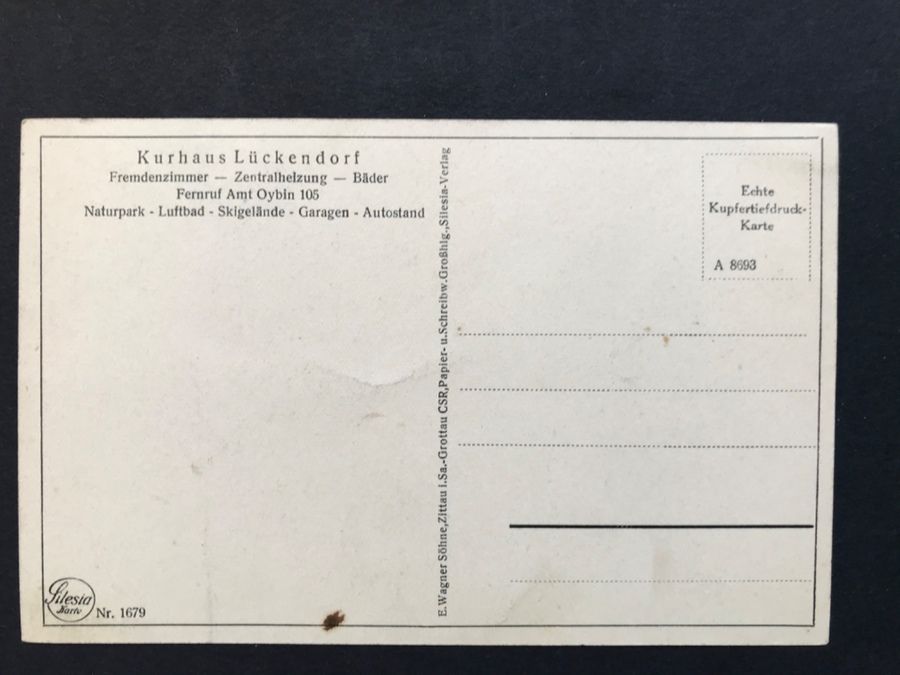 Kurhaus Lückendorf
Fremdenzimmer — Zentralheizung — Bäder
Fernruf Amt Oybin 105
Naturpark - Luftbad - Skigelände - Garagen - Autostand
E.Wagner Söhne,Zittau i.Sa.-Grottau CSR,Papier- u.Schreibw.Großhlg.,Silesia-Verlag
Echte
Kupfertiefdruck-
Karte
A 8693
Silesia
Karte
Nr. 1679